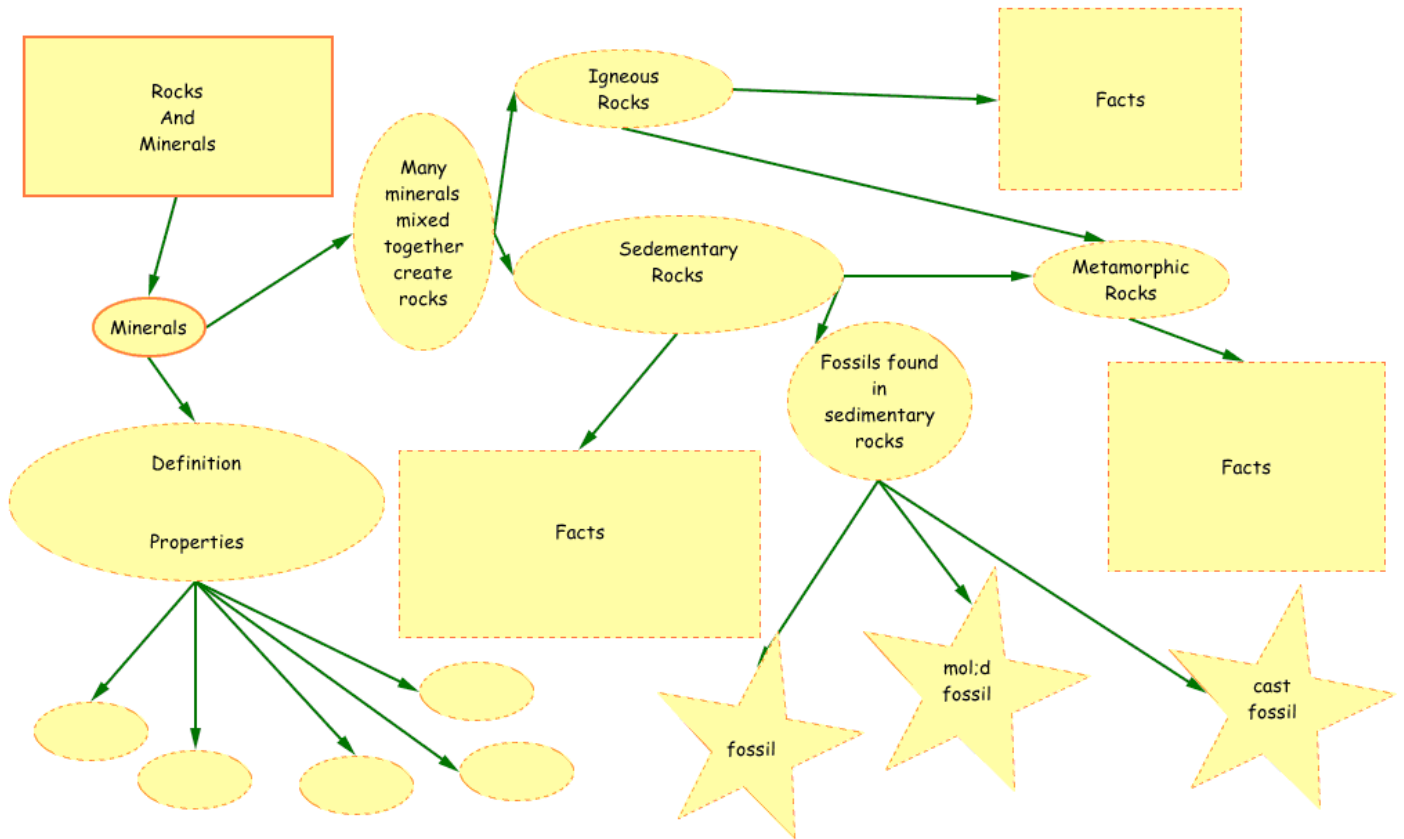 Rocks
And
Minerals
Minerals
Many
minerals
mixed
together
create
rocks
Igneous
Rocks
Facts
Sedementary
Rocks
Metamorphic
Rocks
Fossils found
in
sedimentary
rocks
Facts
Facts
Definition
Properties
fossil
mol;d
fossil
cast
fossil